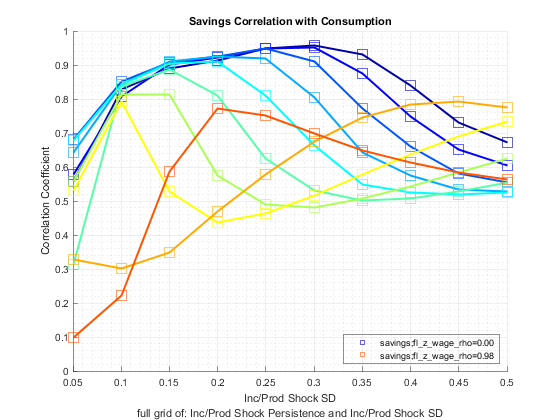 Savings Correlation with Consumption
Correlation Coefficient
1
0.9
0.8
0.7
0.6
0.5
0.4
0.3
0.2
0.1
0
0.05 0.1 0.15 0.2 0.25 0.3 0.35 0.4 0.45 0.5
savings;fl_z_wage_rho=0.00
savings;fl_z_wage_rho=0.98
Inc/Prod Shock SD
full grid of: Inc/Prod Shock Persistence and Inc/Prod Shock SD